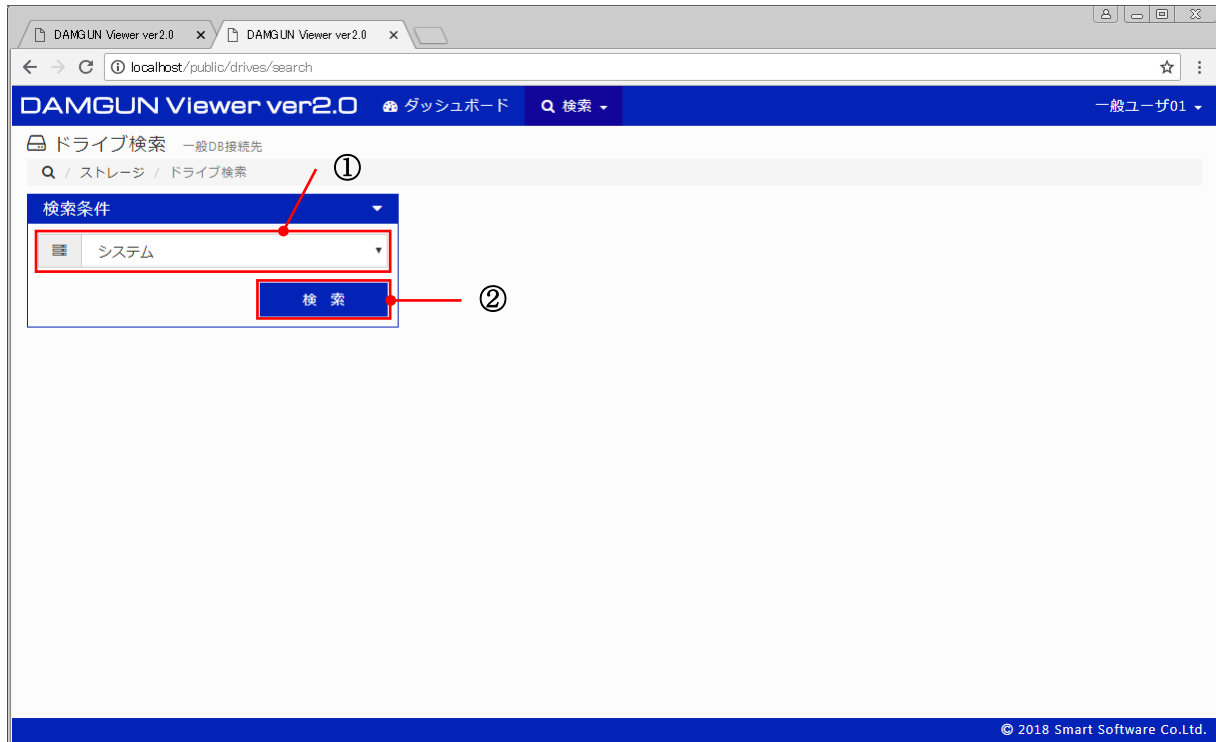 DAMGUN Viewer ver2.0 DAMGUN Viewer ver2.0
localhost/public/drives/search
DAMGUN Viewer ver2.0 ダッシュボード 検索 一般ユーザ01
ドライブ検索 一般DB接続先
/ ストレージ / ドライブ検索
①
検索条件
システム
検 索
②
© 2018 Smart Software Co.Ltd.